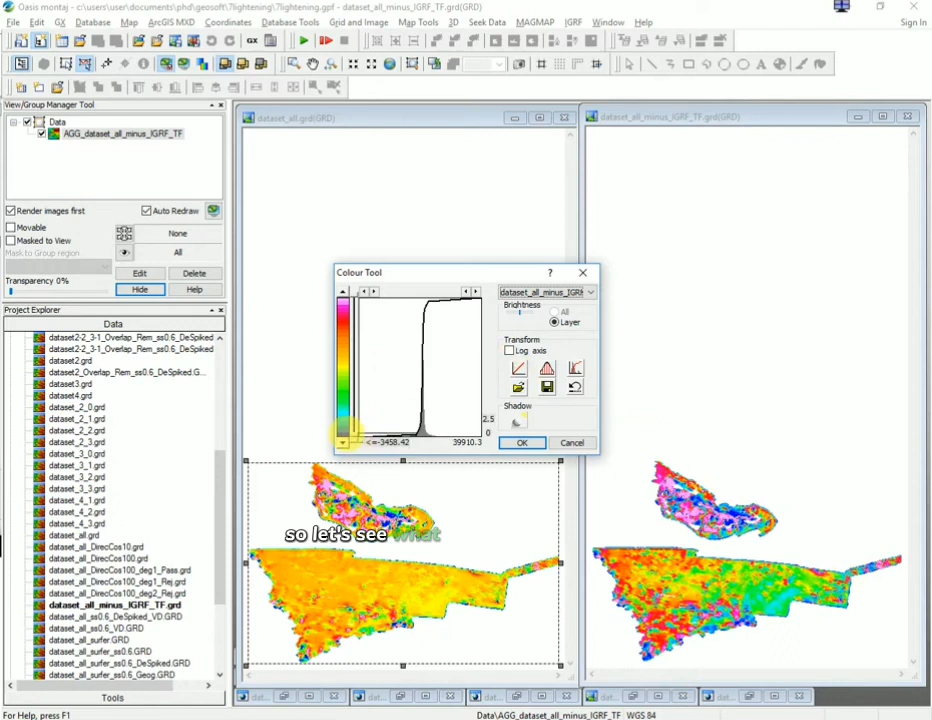 Oasis montaj - c:\users\user\documents\phd\geosoft\7lightening\7lightening.gpf - dataset_all_minus_IGRF_TF.grd
File Edit GX Database Map ArcGIS MXD Coordinates Database Tools Grid and Image Map Tools 3D Seek Data MAGMAP IGRF Window Help
Sign In
GX
View/Group Manager Tool
Data
AGG_dataset_all_minus_IGRF_TF
Render images first
Auto Redraw
Movable
None
Masked to View
Mask to Group region
All
Transparency 0%
Edit
Delete
Hide
Help
Project Explorer
Data
dataset2-2_3-1_Overlap_Rem_ss0.6_DeSpiked
dataset2-2_3-1_Overlap_Rem_ss0.6_DeSpiked
dataset2.grd
dataset2_Overlap_Rem_ss0.6_DeSpiked.G...
dataset3.grd
dataset4.grd
dataset_2_0.grd
dataset_2_1.grd
dataset_2_2.grd
dataset_2_3.grd
dataset_3_0.grd
dataset_3_1.grd
dataset_3_2.grd
dataset_3_3.grd
dataset_4_1.grd
dataset_4_2.grd
dataset_4_3.grd
dataset_all.grd
dataset_all_DirecCos10.grd
dataset_all_DirecCos100.grd
dataset_all_DirecCos100_deg1_Pass.grd
dataset_all_DirecCos100_deg1_Rej.grd
dataset_all_DirecCos100_deg2_Rej.grd
dataset_all_minus_IGRF_TF.grd
dataset_all_ss0.6_DeSpiked_VD.GRD
dataset_all_ss0.6_VD.GRD
dataset_all_surfer.GRD
dataset_all_surfer_ss0.6.GRD
dataset_all_surfer_ss0.6_DeSpiked.GRD
dataset_all_surfer_ss0.6_Geog.GRD
Tools
dataset_all.grd(GRD)
dataset_all_minus_IGRF_TF.grd(GRD)
Colour Tool
?
dataset_all_minus_IGRF
Brightness
All
Layer
Transform
Log axis
Shadow
2.5
0
<=-3458.42
39910.3
OK
Cancel
so let's see what
dat...
dat...
dat...
dat...
dat...
For Help, press F1
Data\AGG_dataset_all_minus_IGRF_TF
WGS 84